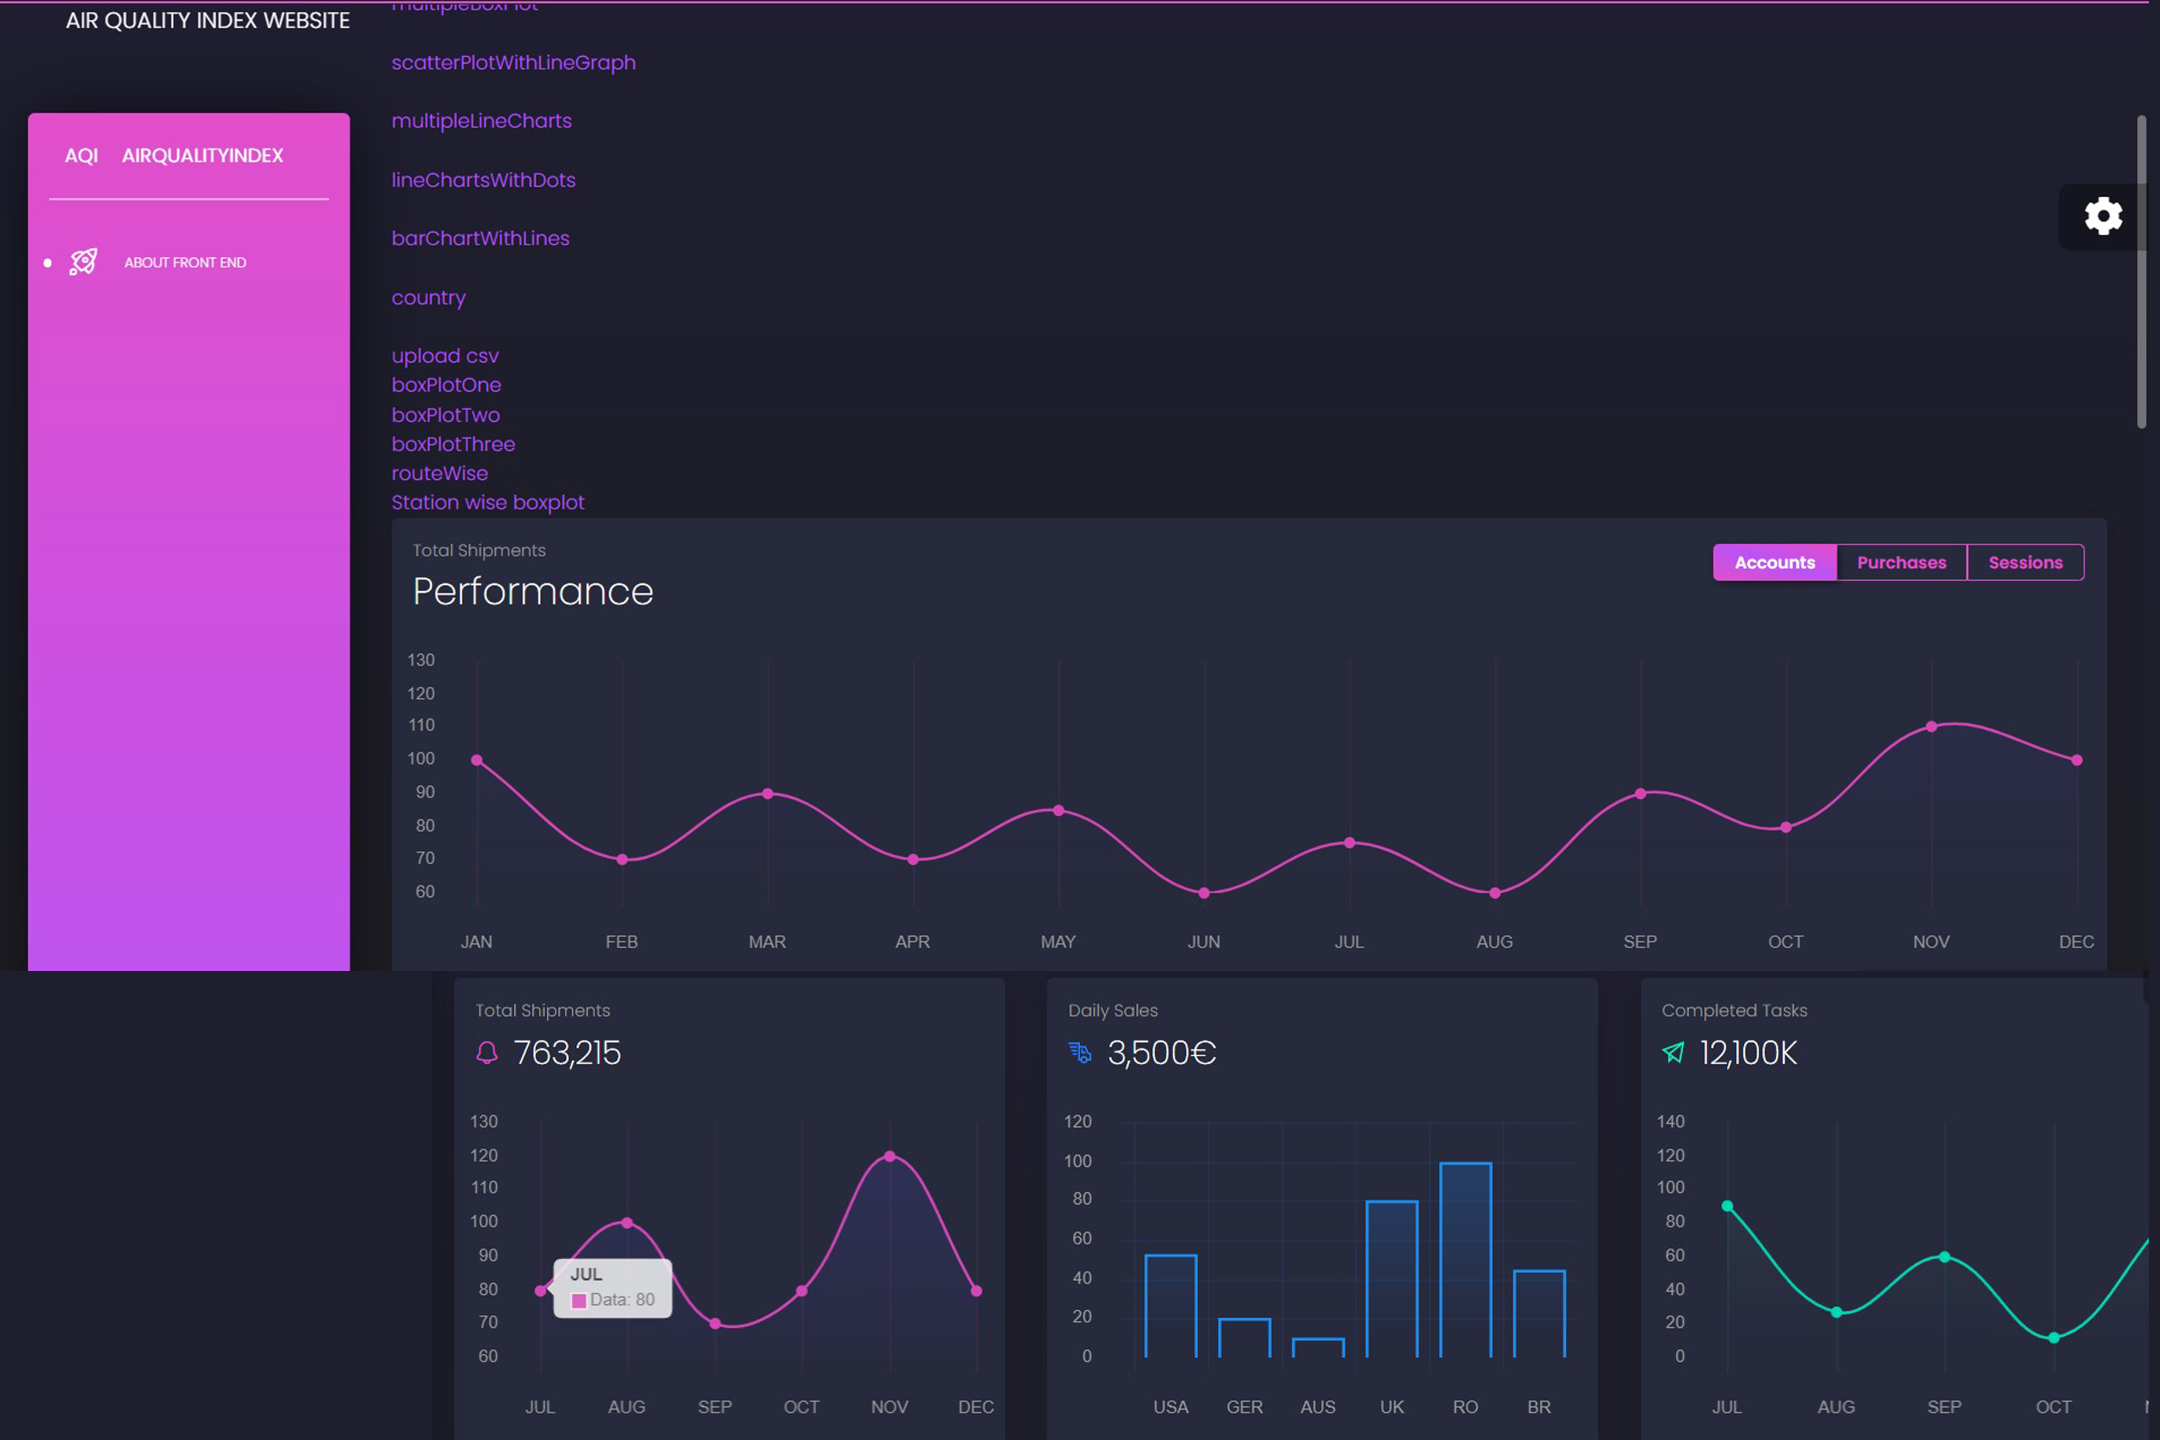 multipleBoxPlot
AIR QUALITY INDEX WEBSITE
scatterPlotWithLineGraph
multipleLineCharts
AQI AIRQUALITYINDEX
lineChartsWithDots
barChartWithLines
ABOUT FRONT END
country
upload csv
boxPlotOne
boxPlotTwo
boxPlotThree
routeWise
Station wise boxplot
Total Shipments
Performance
Accounts Purchases Sessions
130
120
110
100
90
80
70
60
JAN FEB MAR APR MAY JUN JUL AUG SEP OCT NOV DEC
Total Shipments
763,215
130
120
110
100
90
80
70
60
JUL
Data: 80
JUL AUG SEP OCT NOV DEC
Daily Sales
3,500€
120
100
80
60
40
20
0
USA GER AUS UK RO BR
Completed Tasks
12,100K
140
120
100
80
60
40
20
0
JUL AUG SEP OCT